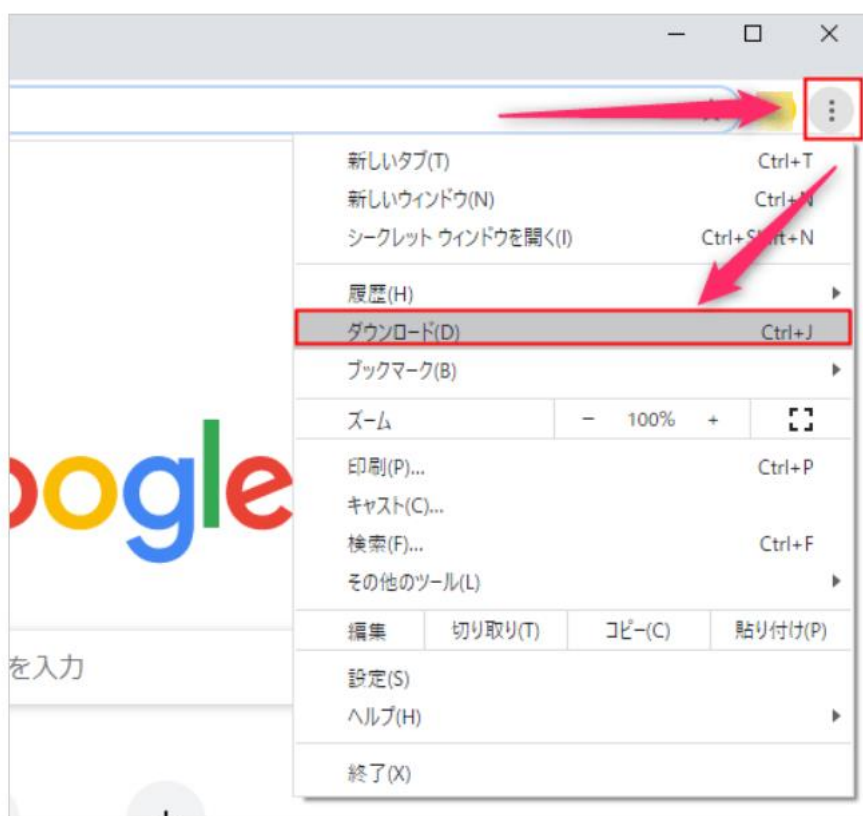 新しいタブ(T) Ctrl+T
新しいウィンドウ(N) Ctrl+N
シークレット ウィンドウを開く(I) Ctrl+Shift+N
履歴(H)
ダウンロード(D) Ctrl+J
ブックマーク(B)
ズーム − 100% +
oogle
印刷(P)... Ctrl+P
キャスト(C)...
検索(F)... Ctrl+F
その他のツール(L)
編集 切り取り(T) コピー(C) 貼り付け(P)
を入力
設定(S)
ヘルプ(H)
終了(X)